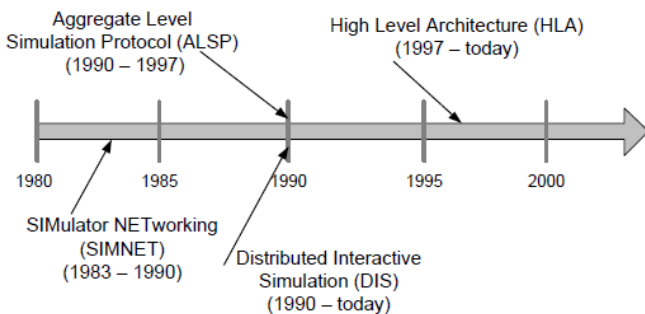 Aggregate Level
Simulation Protocol (ALSP)
(1990 – 1997)
High Level Architecture (HLA)
(1997 – today)
1980
1985
1990
1995
2000
SIMulator NETworking
(SIMNET)
(1983 – 1990)
Distributed Interactive
Simulation (DIS)
(1990 – today)